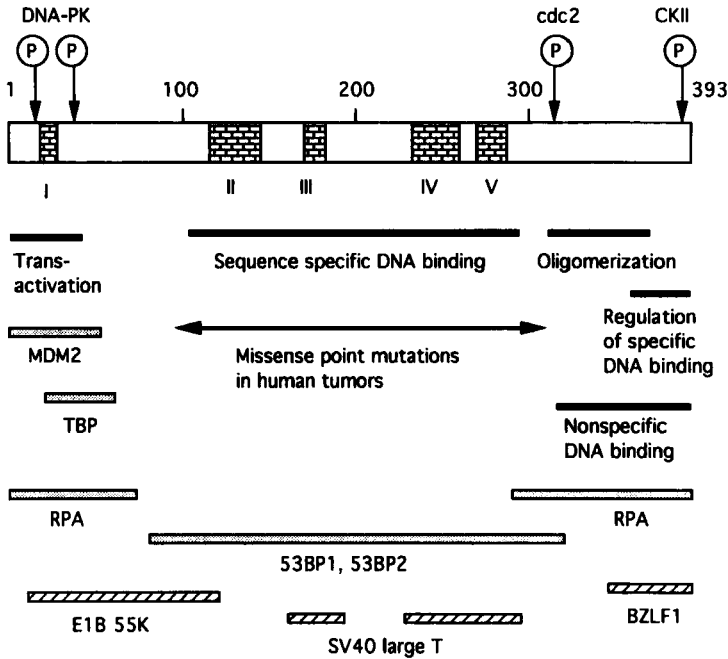 DNA-PK
cdc2
CKII
P
P
P
P
1
100
200
300
393
I
II
III
IV
V
Trans-
activation
Sequence specific DNA binding
Oligomerization
Regulation
of specific
DNA binding
MDM2
Missense point mutations
in human tumors
TBP
Nonspecific
DNA binding
RPA
RPA
53BP1, 53BP2
E1B 55K
SV40 large T
BZLF1